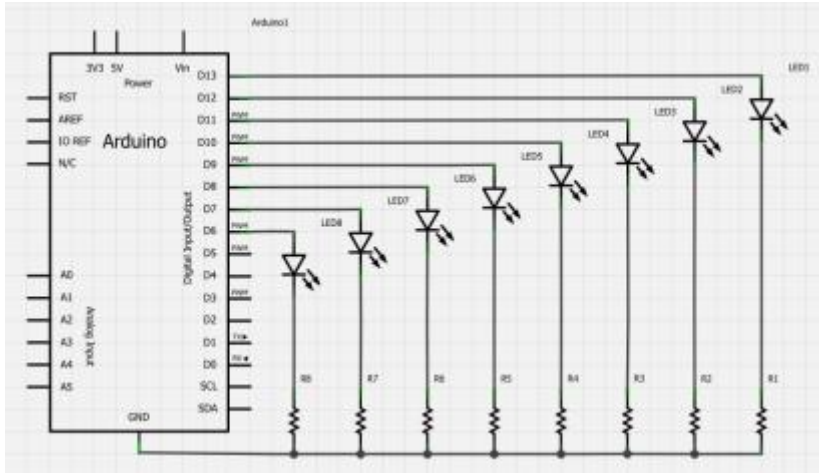 Arduino1
3V3 5V Vin
Power
D13
LED1
RST
D12
LED2
AREF
PWM
D11
LED3
IO REF
Arduino
D10
LED4
N/C
PWM
D9
LED5
D8
LED6
D7
LED7
PWM
D6
LED8
PWM
D5
Digital Input/Output
A0
D4
A1
PWM
D3
A2
D2
A3
D1
A4
D0
A5
SCL
SDA
Analog Input
R8 R7 R6 R5 R4 R3 R2 R1
GND